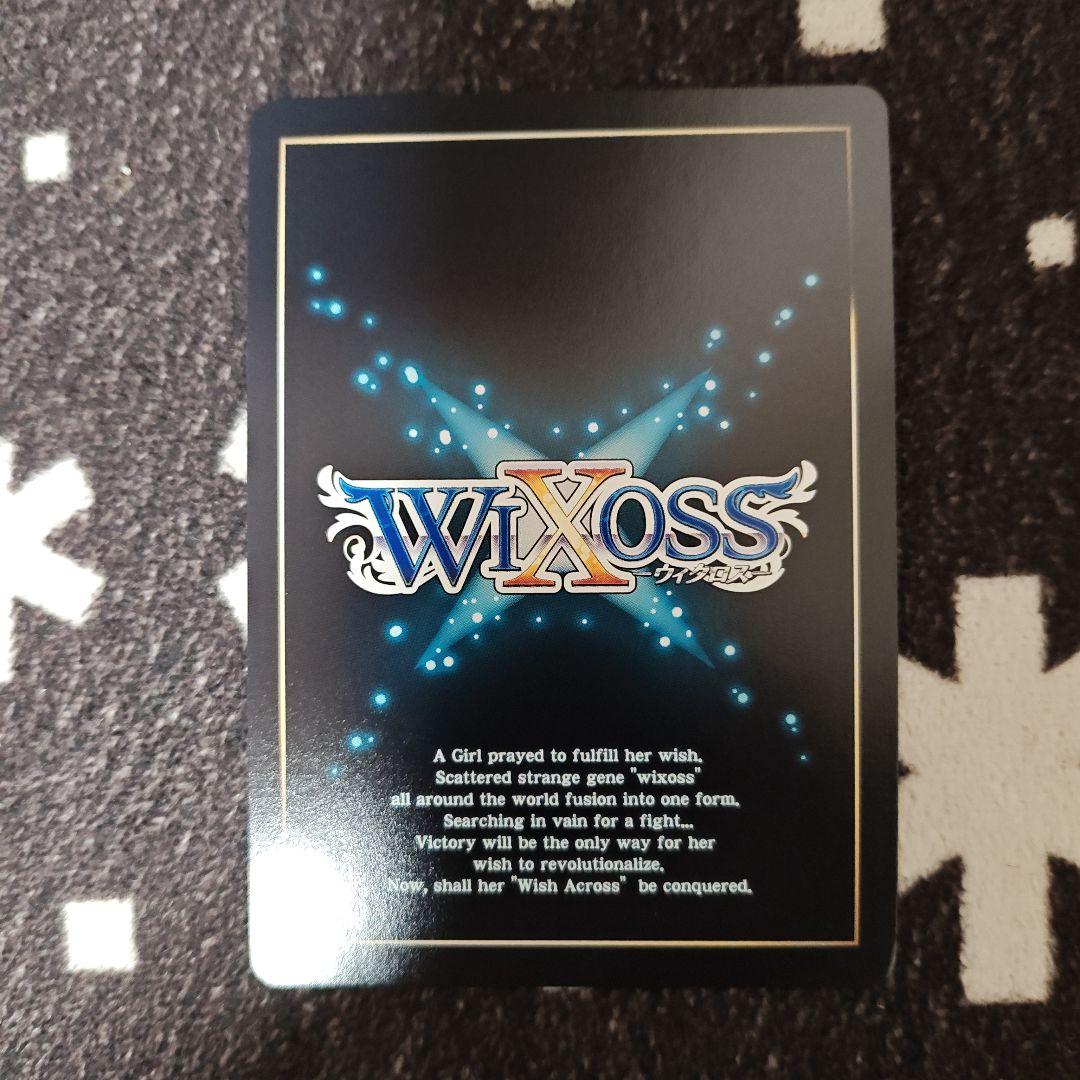 WIXOSS
-ウィクロス-
A Girl prayed to fulfill her wish.
Scattered strange gene "wixoss"
all around the world fusion into one form.
Searching in vain for a fight...
Victory will be the only way for her
wish to revolutionalize.
Now, shall her "Wish Across" be conquered.